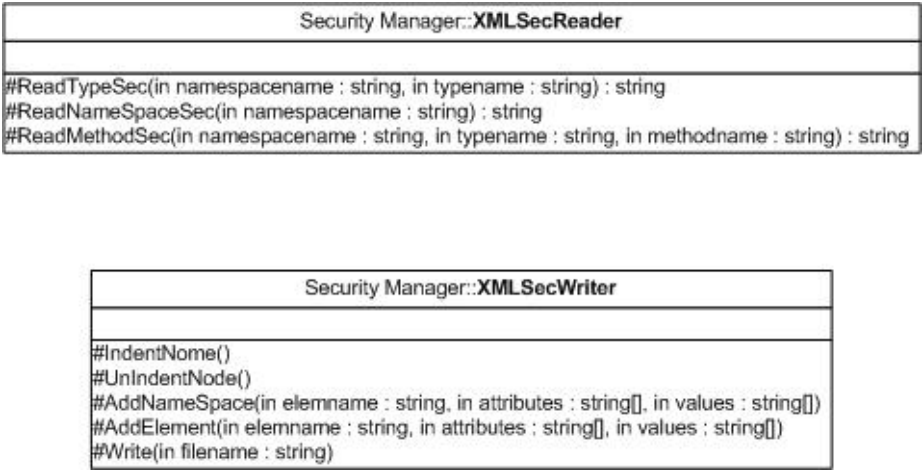 Security Manager::XMLSecReader
#ReadTypeSec(in namespacename : string, in typename : string) : string
#ReadNameSpaceSec(in namespacename : string) : string
#ReadMethodSec(in namespacename : string, in typename : string, in methodname : string) : string
Security Manager::XMLSecWriter
#IndentNome()
#UnIndentNode()
#AddNameSpace(in elemname : string, in attributes : string[], in values : string[])
#AddElement(in elemname : string, in attributes : string[], in values : string[])
#Write(in filename : string)